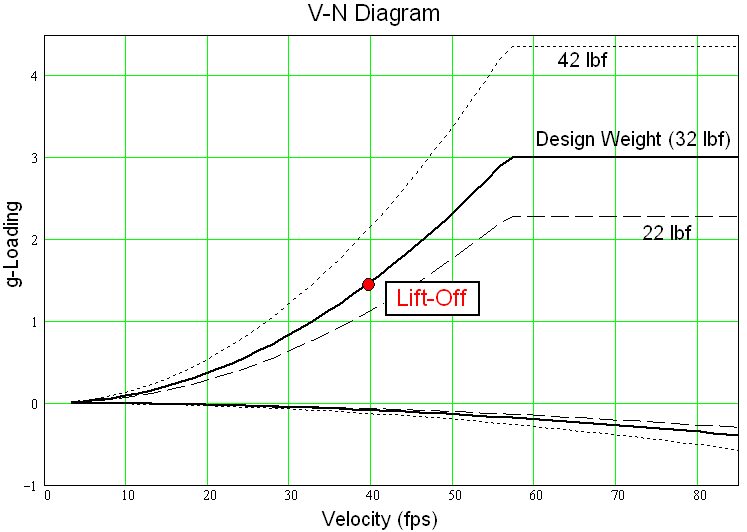 V-N Diagram
4
42 lbf
Design Weight (32 lbf)
3
g-Loading
2
22 lbf
Lift-Off
1
0
−1
0 10 20 30 40 50 60 70 80
Velocity (fps)